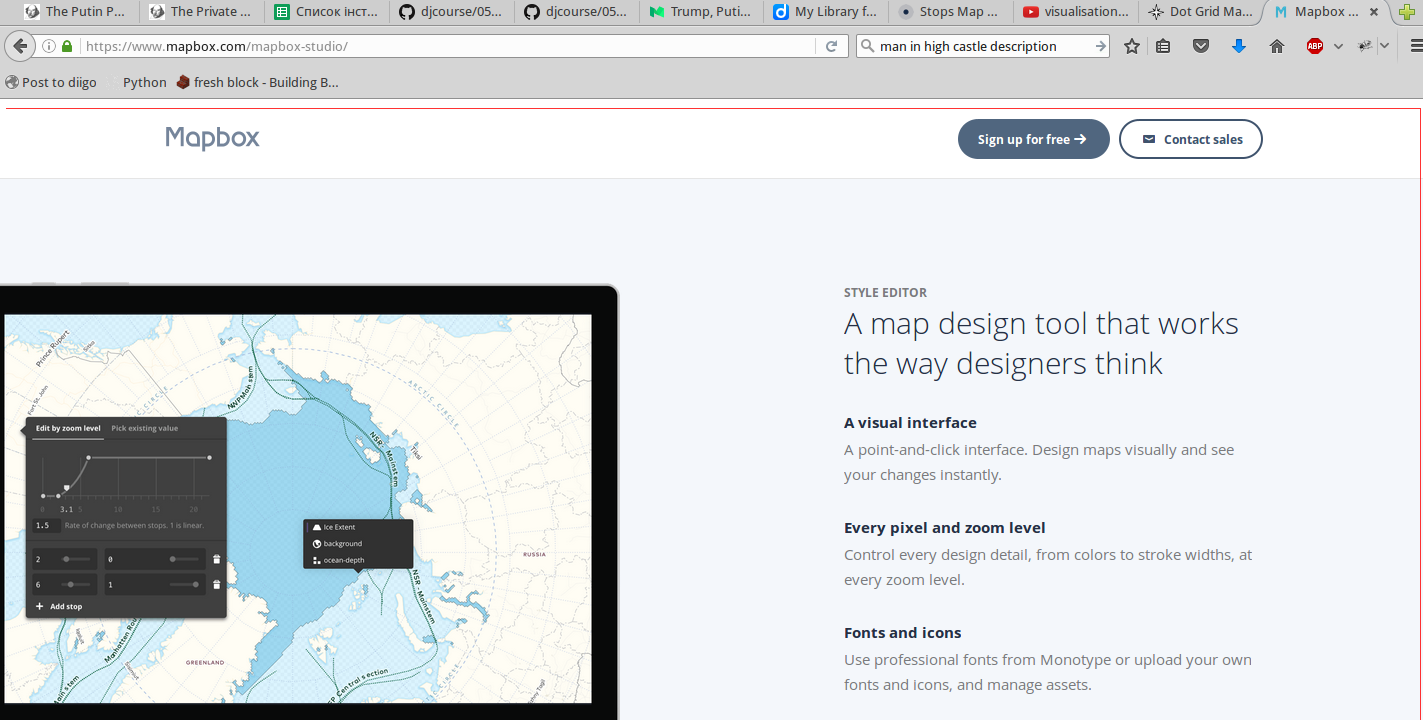 The Putin P...
The Private ...
Список інст...
djcourse/05...
djcourse/05...
Trump, Puti...
My Library f...
Stops Map ...
visualisation...
Dot Grid Ma...
Mapbox ...
https://www.mapbox.com/mapbox-studio/
man in high castle description
ABP
Post to diigo
Python
fresh block - Building B...
Mapbox
Sign up for free
Contact sales
STYLE EDITOR
A map design tool that works
the way designers think
A visual interface
A point-and-click interface. Design maps visually and see
your changes instantly.
Every pixel and zoom level
Control every design detail, from colors to stroke widths, at
every zoom level.
Fonts and icons
Use professional fonts from Monotype or upload your own
fonts and icons, and manage assets.
Prince Rupert
Sitka
Fort St. John
NWPMain stem
ARCTIC CIRCLE
NSR - Mainstem
Tiksi
Edit by zoom level
Pick existing value
0 3.1 5 10 15 20
1.5 Rate of change between stops. 1 is linear.
2 0
6 1
Add stop
Ice Extent
background
ocean-depth
RUSSIA
NSR - Mainstem
GREENLAND
Central section